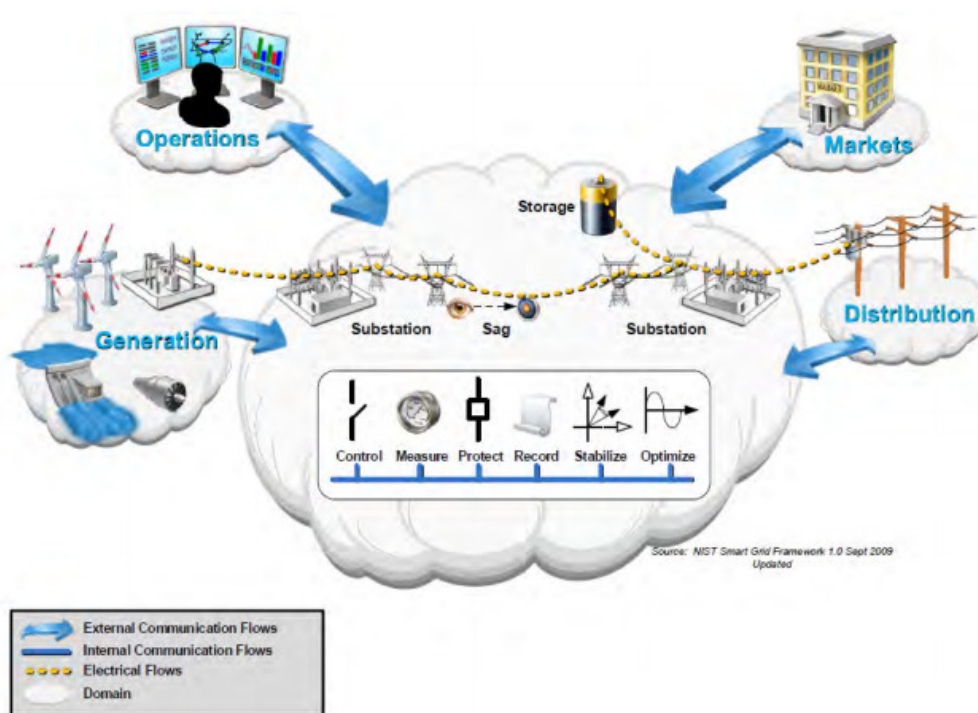 Operations
MARKET
Markets
Storage
Substation
Sag
Substation
Generation
Distribution
Control
Measure
Protect
Record
Stabilize
Optimize
Source: NIST Smart Grid Framework 1.0 Sept 2009
Updated
External Communication Flows
Internal Communication Flows
Electrical Flows
Domain